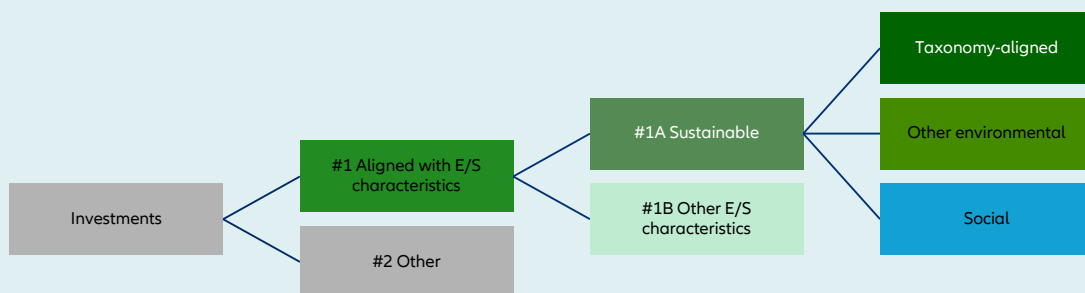 Investments
#1 Aligned with E/S
characteristics
#2 Other
#1A Sustainable
#1B Other E/S
characteristics
Taxonomy-aligned
Other environmental
Social